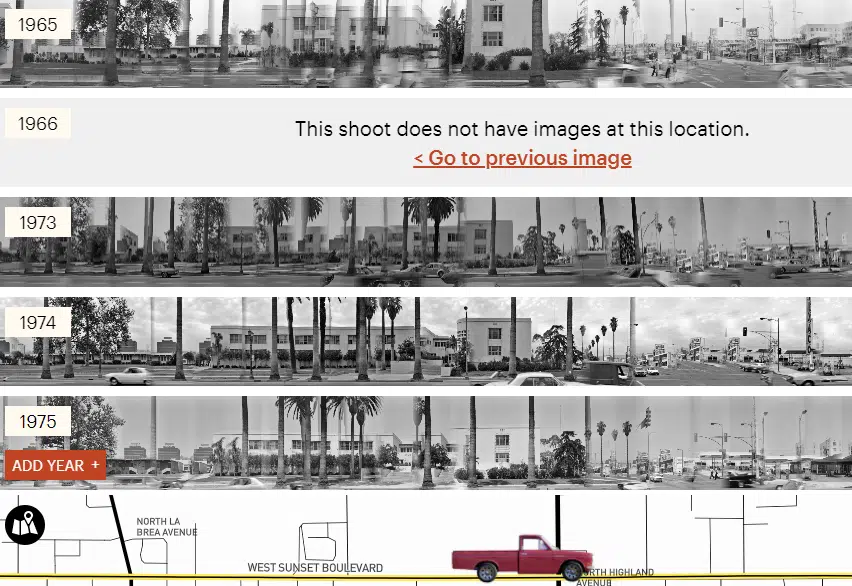 1965
1966
This shoot does not have images at this location.
< Go to previous image
1973
1974
1975
ADD YEAR +
NORTH LA
BREA AVENUE
WEST SUNSET BOULEVARD
NORTH HIGHLAND
AVENUE